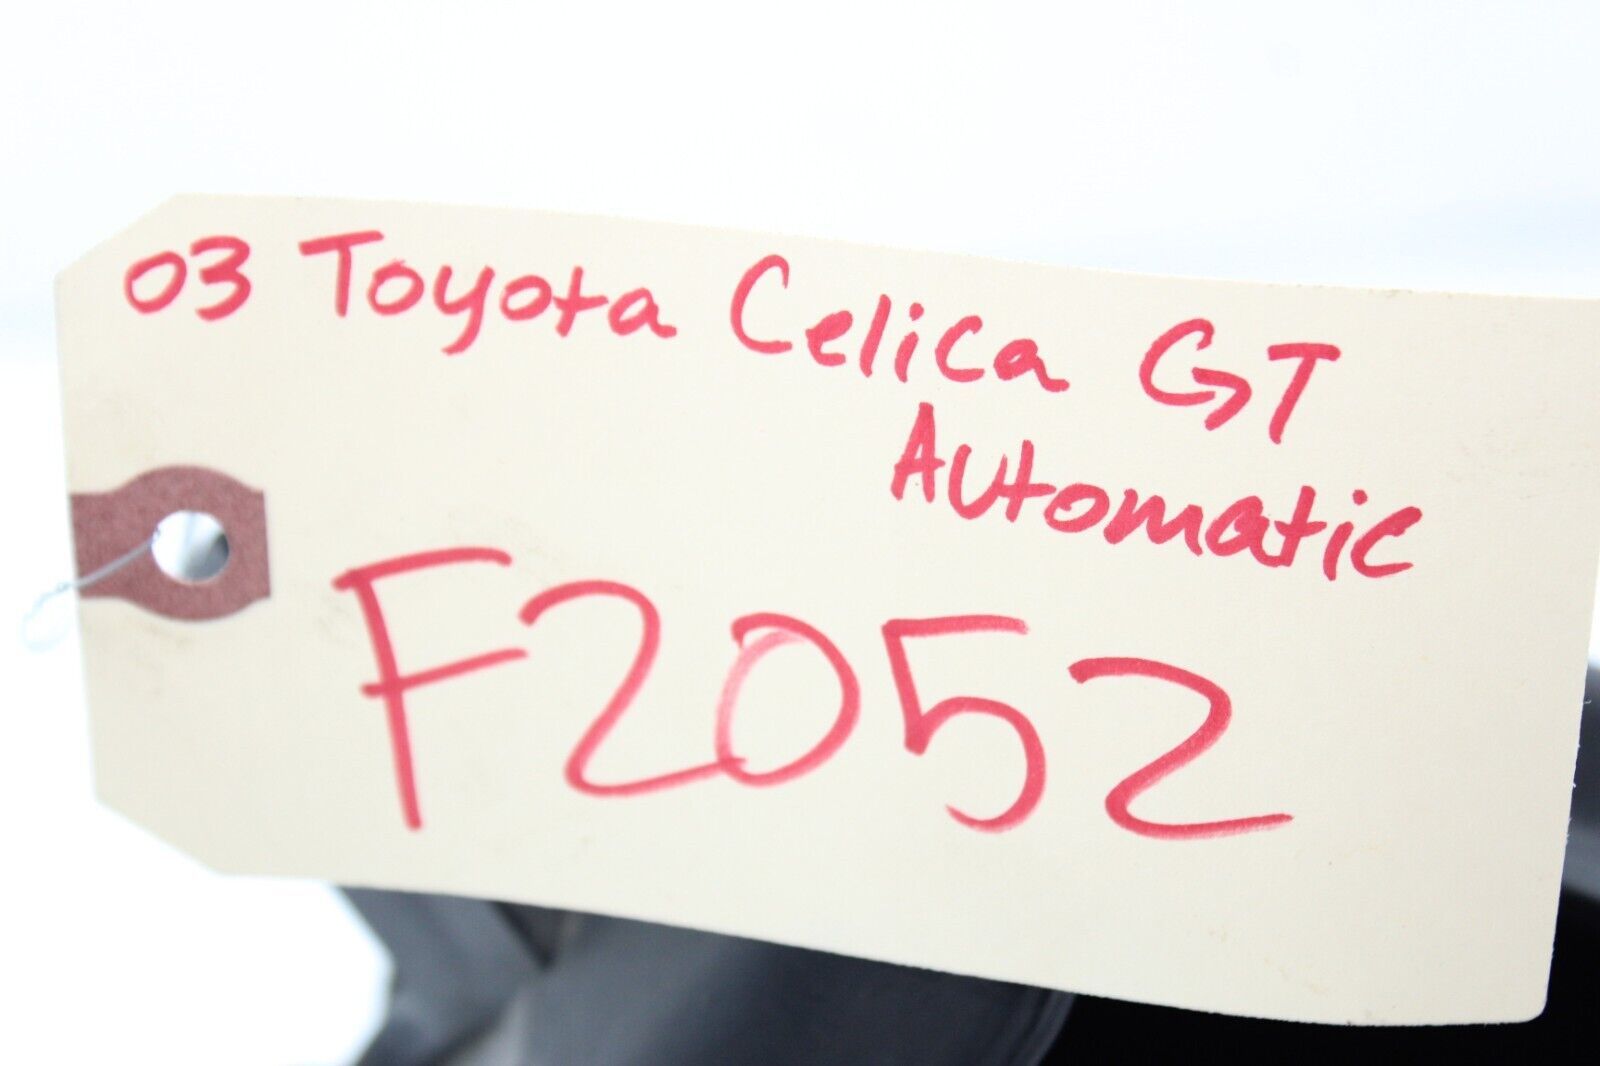 03 Toyota Celica GT
Automatic
F2052